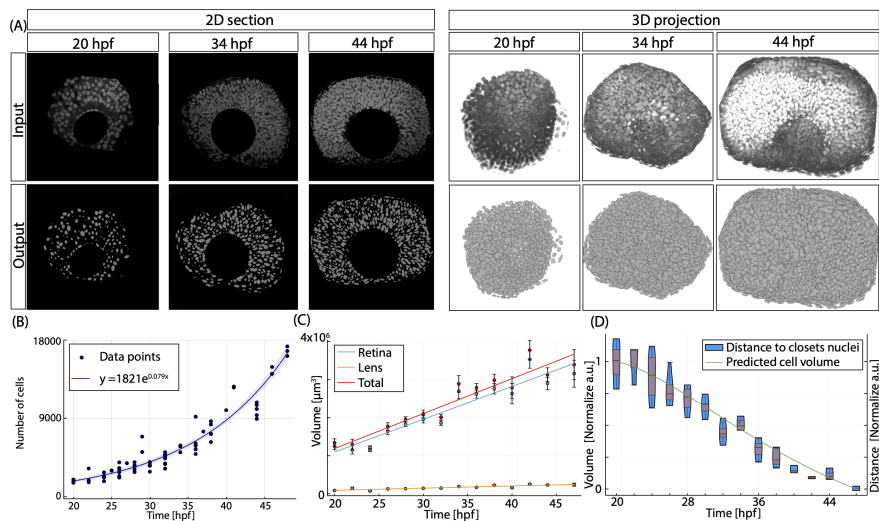 (A)
2D section
3D projection
20 hpf
34 hpf
44 hpf
20 hpf
34 hpf
44 hpf
Input
Output
(B)
18000
9000
0
Number of cells
Data points
y = 1821e^0.079x
20 25 30 35 40 45
Time [hpf]
(C)
4x10^6
0
Volume [μm³]
Retina
Lens
Total
20 25 30 35 40 45
Time [hpf]
(D)
1
0
Volume [Normalize a.u.]
Distance to closets nuclei
Predicted cell volume
Distance [Normalize a.u.]
20 28 36 44
Time [hpf]